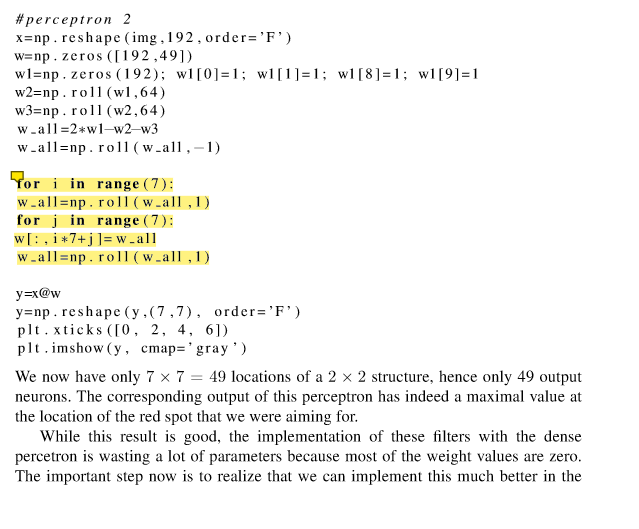 #perceptron 2
x=np.reshape(img,192,order='F')
w=np.zeros([192,49])
w1=np.zeros(192); w1[0]=1; w1[1]=1; w1[8]=1; w1[9]=1
w2=np.roll(w1,64)
w3=np.roll(w2,64)
w_all=2*w1-w2-w3
w_all=np.roll(w_all,-1)
for i in range(7):
w_all=np.roll(w_all,1)
for j in range(7):
w[:,i*7+j]=w_all
w_all=np.roll(w_all,1)
y=x@w
y=np.reshape(y,(7,7), order='F')
plt.xticks([0, 2, 4, 6])
plt.imshow(y, cmap='gray')
We now have only 7 × 7 = 49 locations of a 2 × 2 structure, hence only 49 output
neurons. The corresponding output of this perceptron has indeed a maximal value at
the location of the red spot that we were aiming for.
While this result is good, the implementation of these filters with the dense
percetron is wasting a lot of parameters because most of the weight values are zero.
The important step now is to realize that we can implement this much better in the